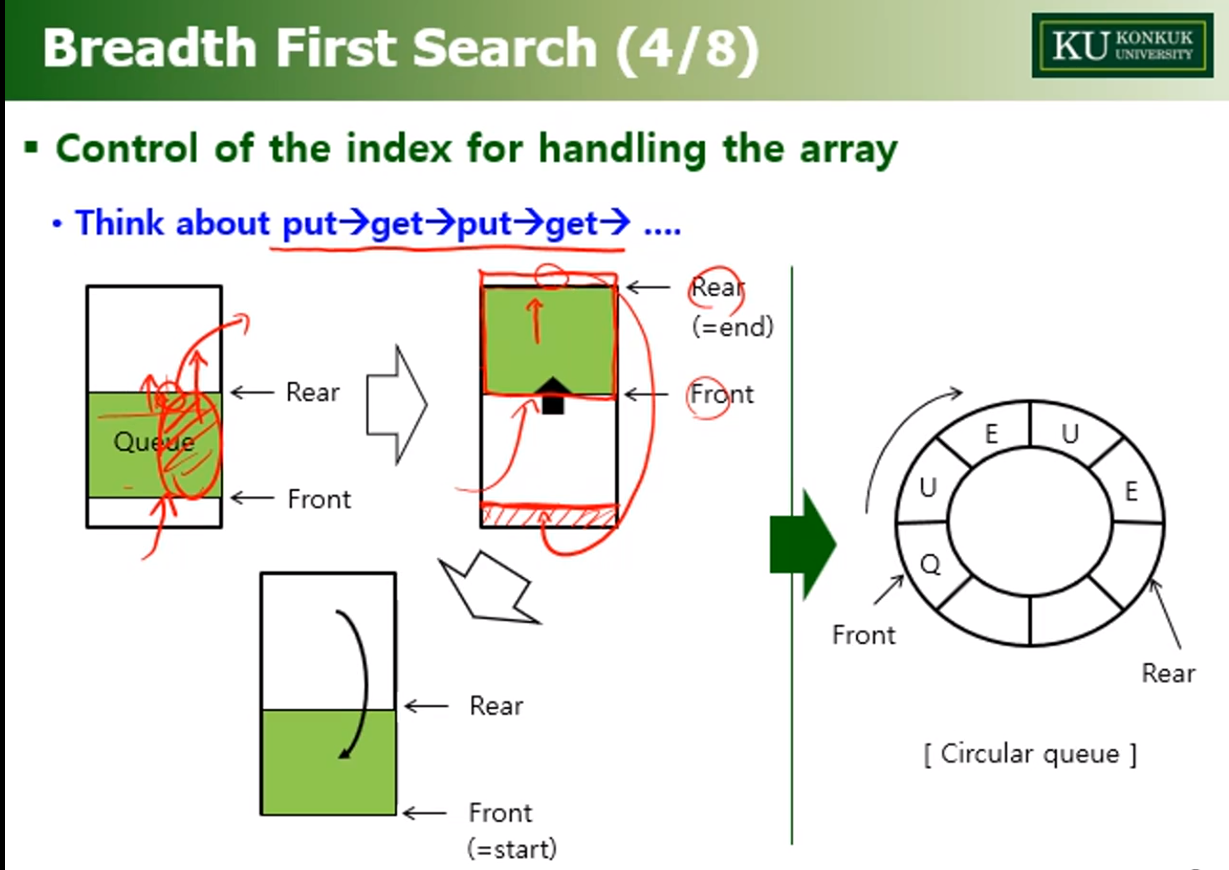 Breadth First Search (4/8)
KU KONKUK UNIVERSITY
▪ Control of the index for handling the array
• Think about put→get→put→get→ ....
Queue
Rear
Front
Rear
(=end)
Front
Rear
Front
(=start)
E
U
U
E
Q
Front
Rear
[ Circular queue ]